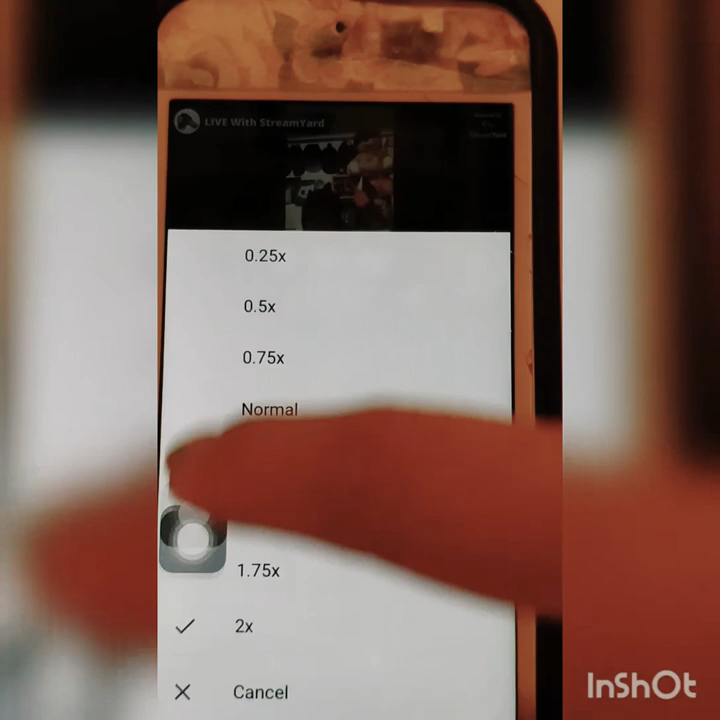 LIVE With StreamYard
0.25x
0.5x
0.75x
Normal
1.75x
2x
Cancel
InShOt